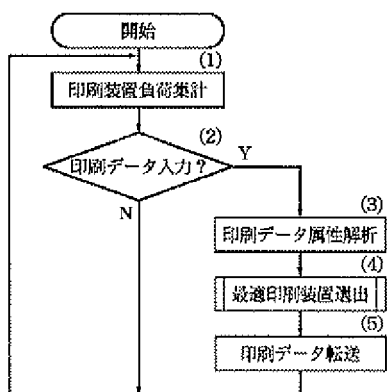 開始
(1)
印刷装置負荷集計
(2)
印刷データ入力？
Y
N
(3)
印刷データ属性解析
(4)
最適印刷装置選出
(5)
印刷データ転送